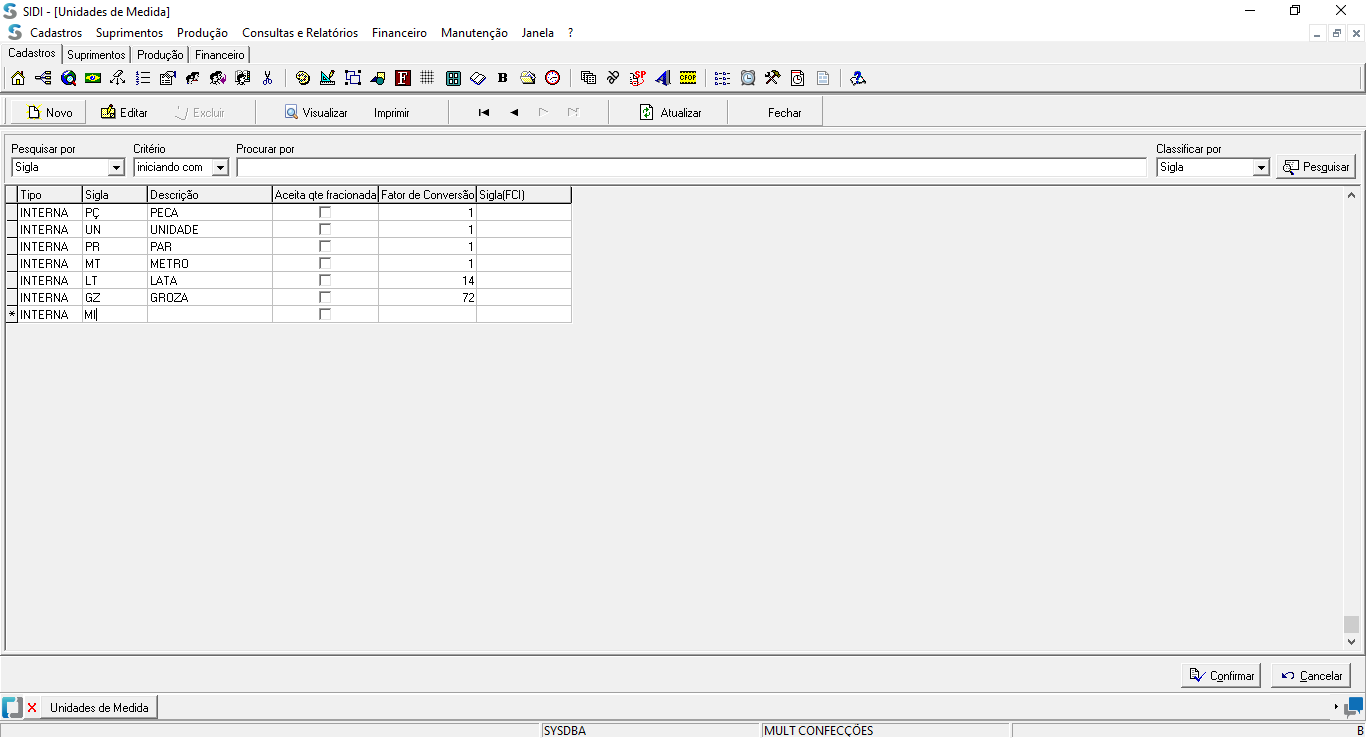 SIDI - [Unidades de Medida]
Cadastros Suprimentos Produção Consultas e Relatórios Financeiro Manutenção Janela ?
Cadastros Suprimentos Produção Financeiro
F B SP CFOP
Novo Editar Excluir Visualizar Imprimir Atualizar Fechar
Pesquisar por Critério Procurar por Classificar por
Sigla iniciando com Sigla Pesquisar
Tipo Sigla Descrição Aceita qte fracionada Fator de Conversão Sigla(FCI)
INTERNA PÇ PECA 1
INTERNA UN UNIDADE 1
INTERNA PR PAR 1
INTERNA MT METRO 1
INTERNA LT LATA 14
INTERNA GZ GROZA 72
* INTERNA MI
Confirmar Cancelar
Unidades de Medida
SYSDBA MULT CONFECÇÕES B